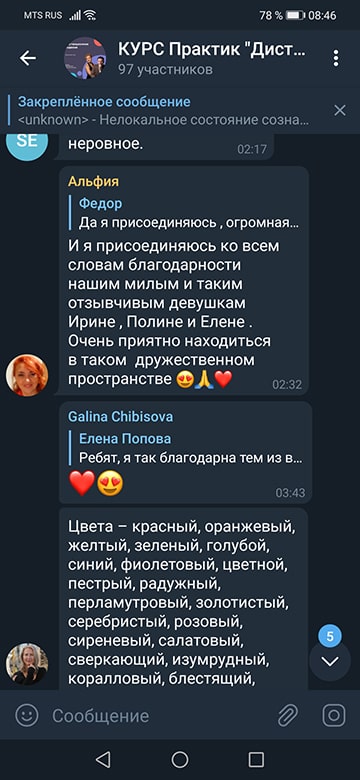 MTS RUS 78 % 08:46
КУРС Практик "Дист...
97 участников
Закреплённое сообщение
<unknown> - Нелокальное состояние созна...
SE
неровное.
02:17
Альфия
Федор
Да я присоединяюсь , огромная...
И я присоединяюсь ко всем
словам благодарности
нашим милым и таким
отзывчивым девушкам
Ирине , Полине и Елене .
Очень приятно находиться
в таком дружественном
пространстве 😍🙏❤️
02:32
Galina Chibisova
Елена Попова
Ребят, я так благодарна тем из в...
❤️😍
03:43
Цвета – красный, оранжевый,
желтый, зеленый, голубой,
синий, фиолетовый, цветной,
пестрый, радужный,
перламутровый, золотистый,
серебристый, розовый,
сиреневый, салатовый,
сверкающий, изумрудный,
коралловый, блестящий,
5
Сообщение